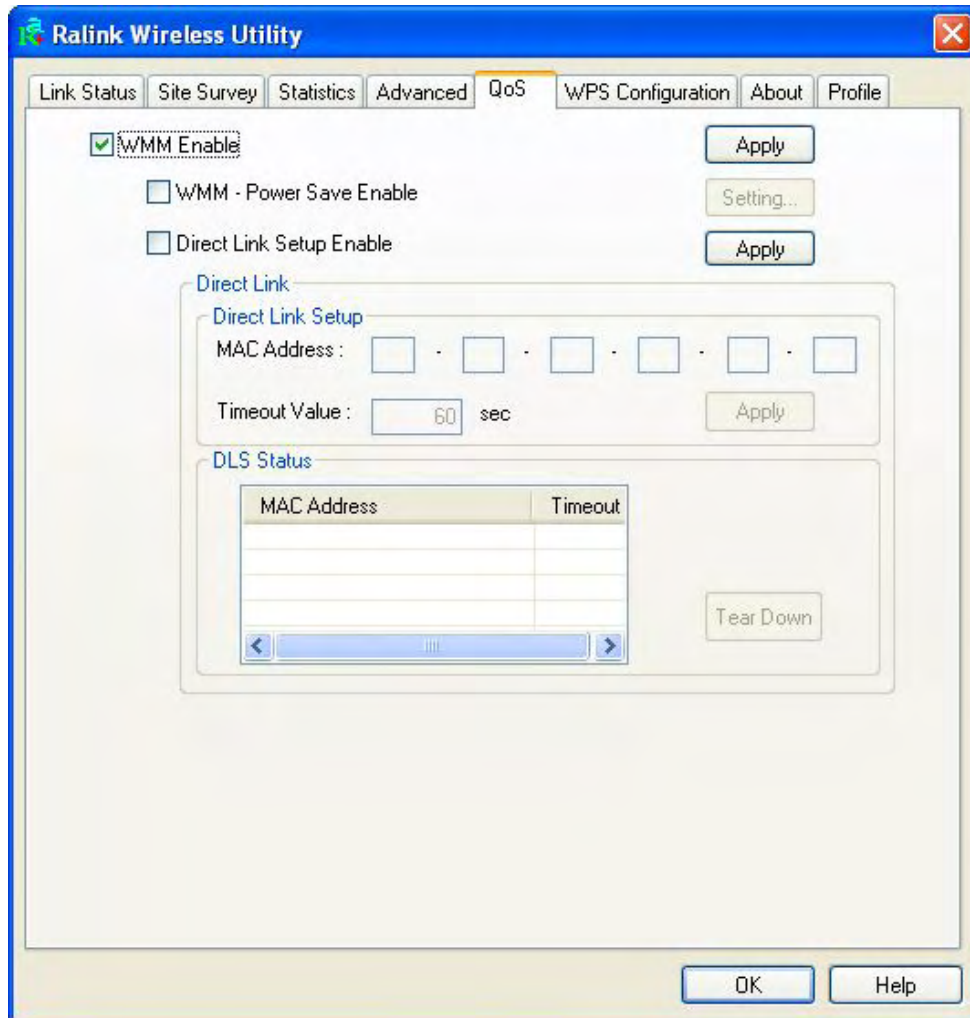 Ralink Wireless Utility
Link Status Site Survey Statistics Advanced QoS WPS Configuration About Profile
WMM Enable Apply
WMM - Power Save Enable Setting...
Direct Link Setup Enable Apply
Direct Link
Direct Link Setup
MAC Address : - - - - -
Timeout Value : 60 sec Apply
DLS Status
MAC Address Timeout
Tear Down
OK Help